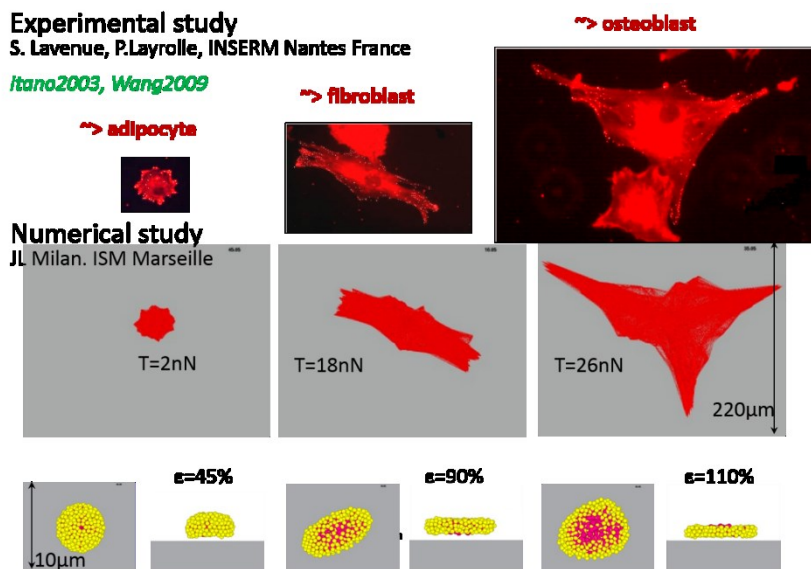 Experimental study
S. Lavenue, P.Layrolle, INSERM Nantes France
Itano2003, Wang2009
~> adipocyte
~> fibroblast
~> osteoblast
Numerical study
JL Milan. ISM Marseille
T=2nN
T=18nN
T=26nN
220µm
ε=45%
ε=90%
ε=110%
10µm